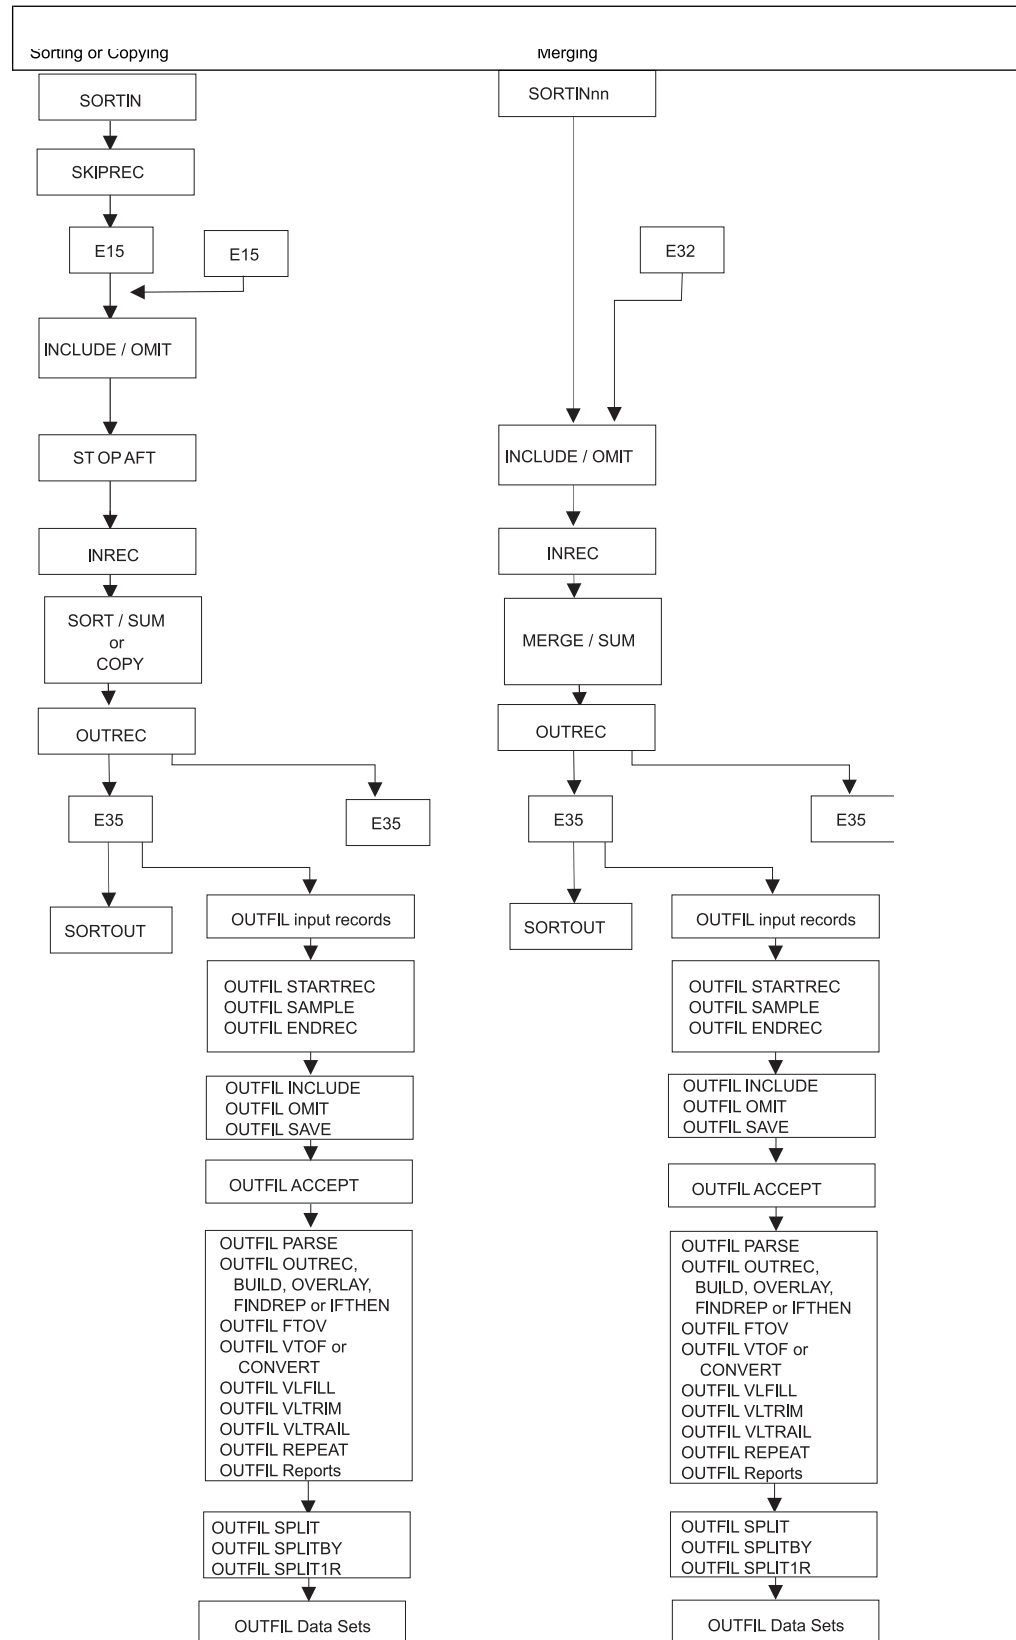 Sorting or Copying
Merging
SORTIN
SKIPREC
E15
E15
INCLUDE / OMIT
ST OP AFT
INREC
SORT / SUM
or
COPY
OUTREC
E35
E35
SORTOUT
OUTFIL input records
OUTFIL STARTREC
OUTFIL SAMPLE
OUTFIL ENDREC
OUTFIL INCLUDE
OUTFIL OMIT
OUTFIL SAVE
OUTFIL ACCEPT
OUTFIL PARSE
OUTFIL OUTREC,
BUILD, OVERLAY,
FINDREP or IFTHEN
OUTFIL FTOV
OUTFIL VTOF or
CONVERT
OUTFIL VLFILL
OUTFIL VLTRIM
OUTFIL VLTRAIL
OUTFIL REPEAT
OUTFIL Reports
OUTFIL SPLIT
OUTFIL SPLITBY
OUTFIL SPLIT1R
OUTFIL Data Sets
SORTINnn
E32
INCLUDE / OMIT
INREC
MERGE / SUM
OUTREC
E35
E35
SORTOUT
OUTFIL input records
OUTFIL STARTREC
OUTFIL SAMPLE
OUTFIL ENDREC
OUTFIL INCLUDE
OUTFIL OMIT
OUTFIL SAVE
OUTFIL ACCEPT
OUTFIL PARSE
OUTFIL OUTREC,
BUILD, OVERLAY,
FINDREP or IFTHEN
OUTFIL FTOV
OUTFIL VTOF or
CONVERT
OUTFIL VLFILL
OUTFIL VLTRIM
OUTFIL VLTRAIL
OUTFIL REPEAT
OUTFIL Reports
OUTFIL SPLIT
OUTFIL SPLITBY
OUTFIL SPLIT1R
OUTFIL Data Sets